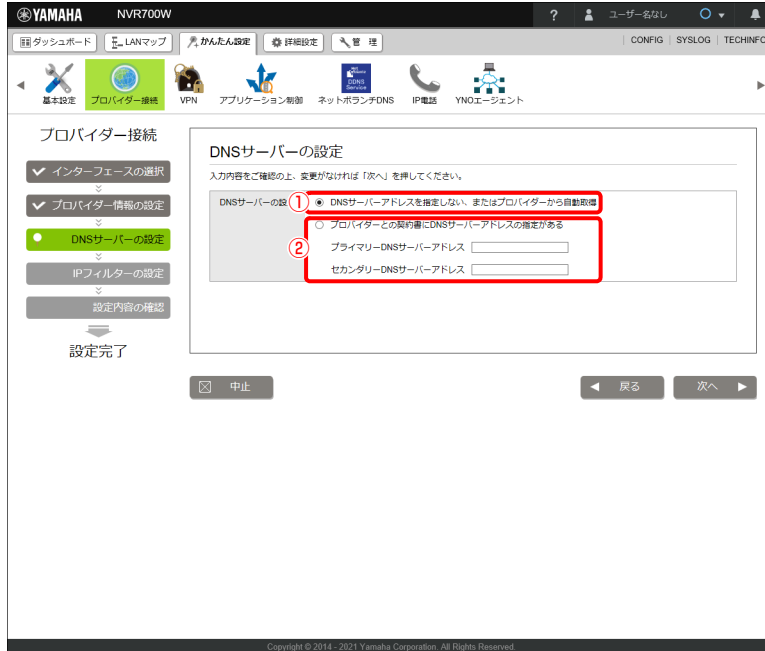 YAMAHA NVR700W ? ユーザー名なし
ダッシュボード LANマップ かんたん設定 詳細設定 管 理 CONFIG SYSLOG TECHINFO
基本設定 プロバイダー接続 VPN アプリケーション制御 ネットボランチDNS IP電話 YNOエージェント
DDNS
Service
プロバイダー接続
インターフェースの選択
プロバイダー情報の設定
DNSサーバーの設定
IPフィルターの設定
設定内容の確認
設定完了
DNSサーバーの設定
入力内容をご確認の上、変更がなければ「次へ」を押してください。
DNSサーバーの設 ① DNSサーバーアドレスを指定しない、またはプロバイダーから自動取得
② プロバイダーとの契約書にDNSサーバーアドレスの指定がある
プライマリーDNSサーバーアドレス
セカンダリーDNSサーバーアドレス
中止 戻る 次へ
Copyright © 2014 - 2021 Yamaha Corporation. All Rights Reserved.